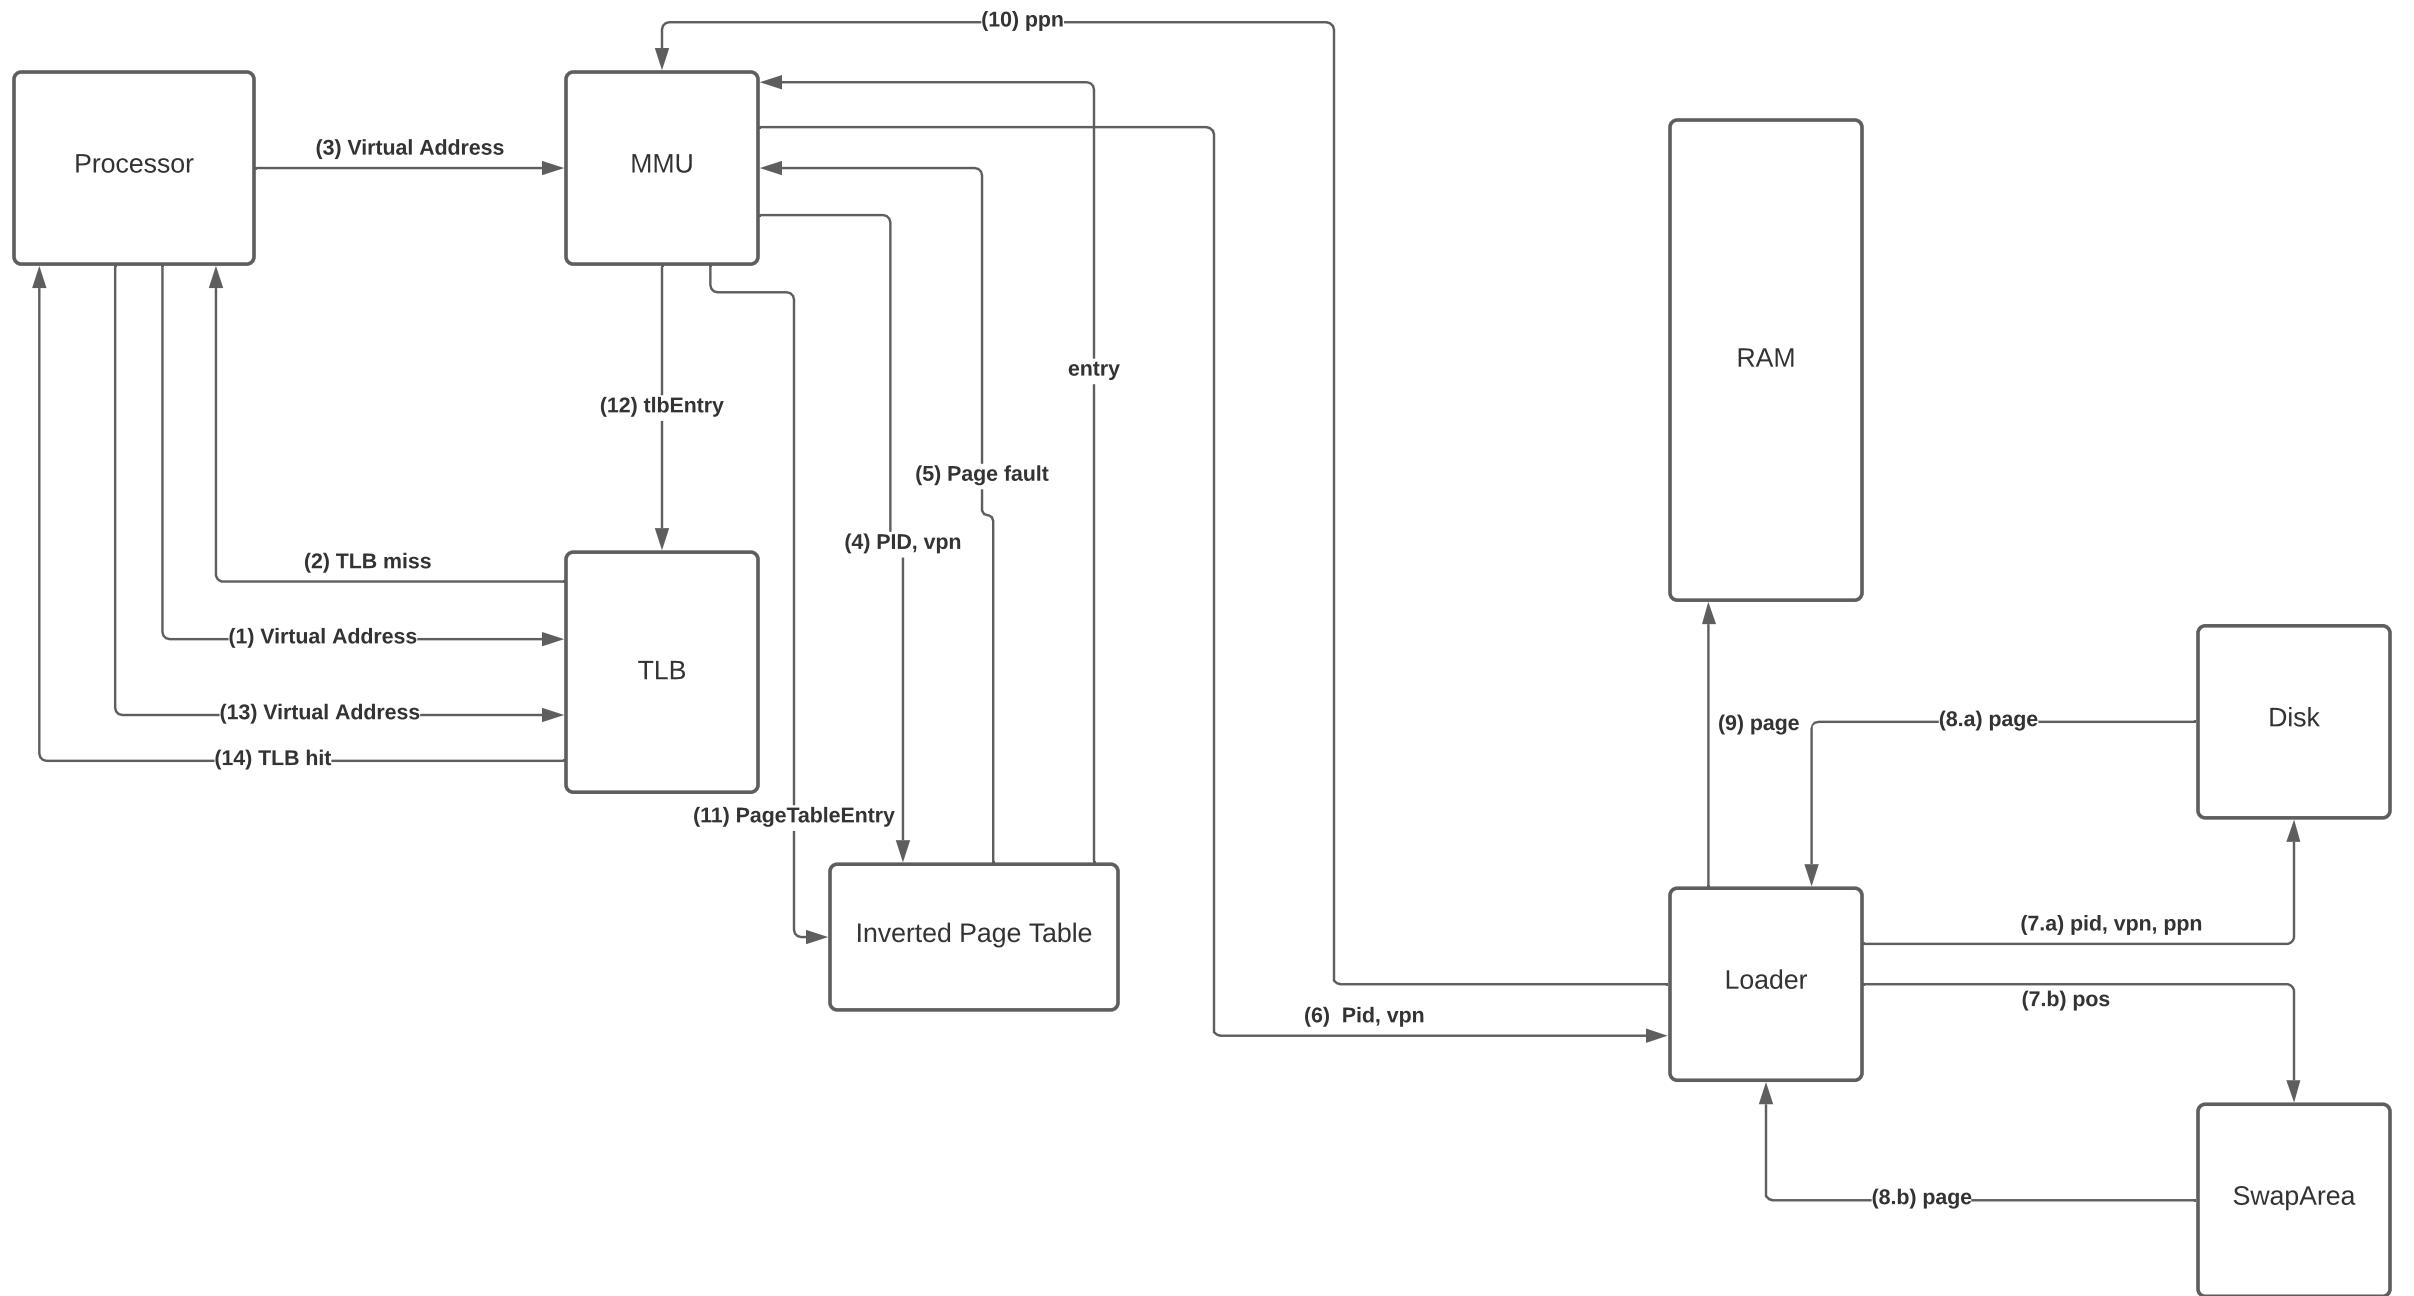 (10) ppn
Processor
(3) Virtual Address
MMU
RAM
entry
(12) tlbEntry
(5) Page fault
(4) PID, vpn
(2) TLB miss
(1) Virtual Address
TLB
(13) Virtual Address
(14) TLB hit
(9) page
(8.a) page
Disk
(11) PageTableEntry
Inverted Page Table
(7.a) pid, vpn, ppn
Loader
(7.b) pos
(6)  Pid, vpn
(8.b) page
SwapArea